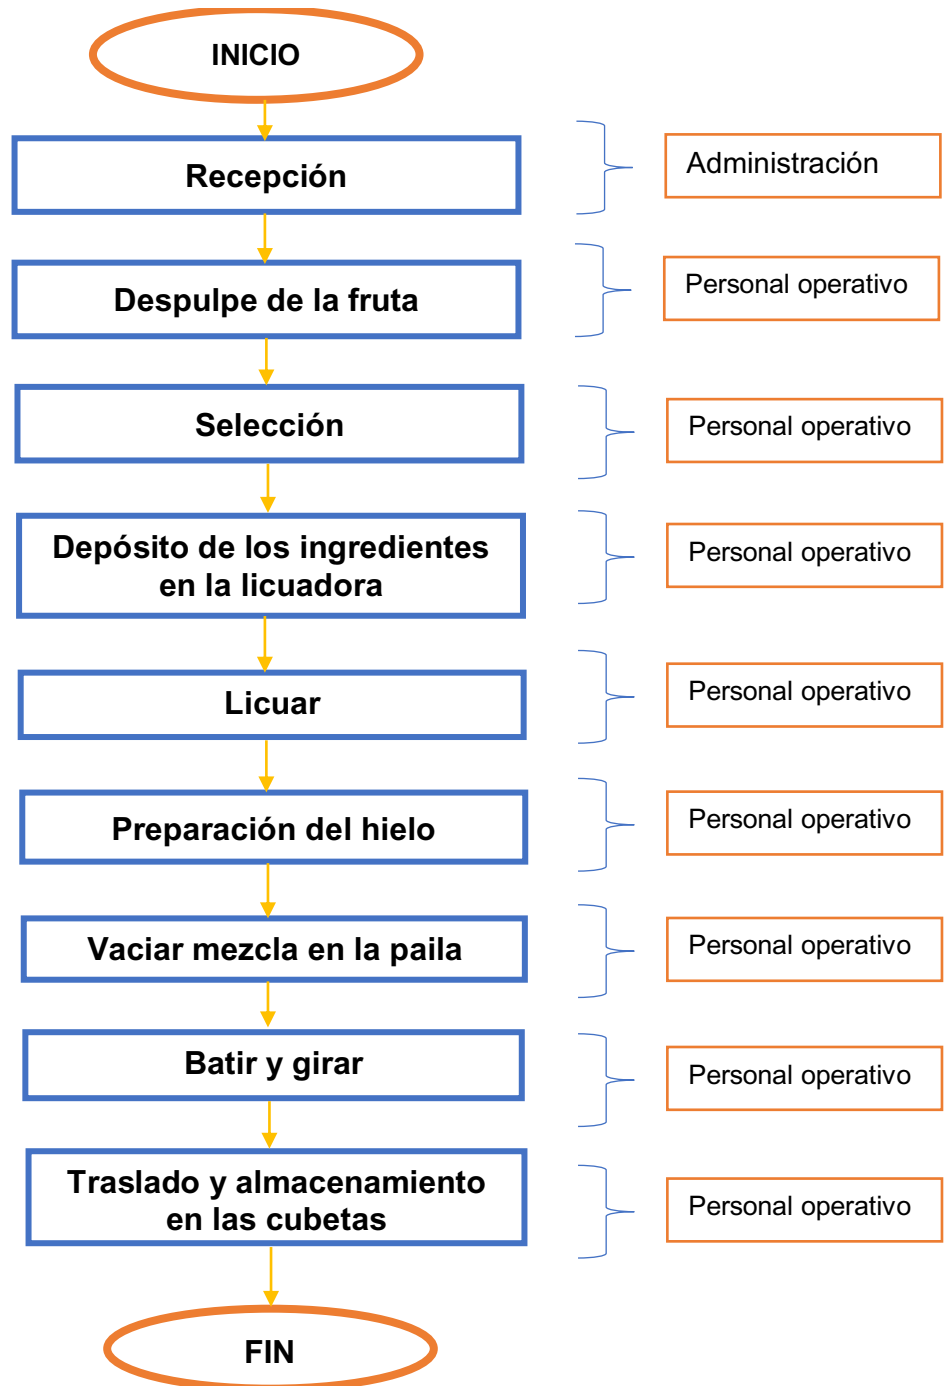 INICIO
Recepción
Administración
Despulpe de la fruta
Personal operativo
Selección
Personal operativo
Depósito de los ingredientes
en la licuadora
Personal operativo
Licuar
Personal operativo
Preparación del hielo
Personal operativo
Vaciar mezcla en la paila
Personal operativo
Batir y girar
Personal operativo
Traslado y almacenamiento
en las cubetas
Personal operativo
FIN